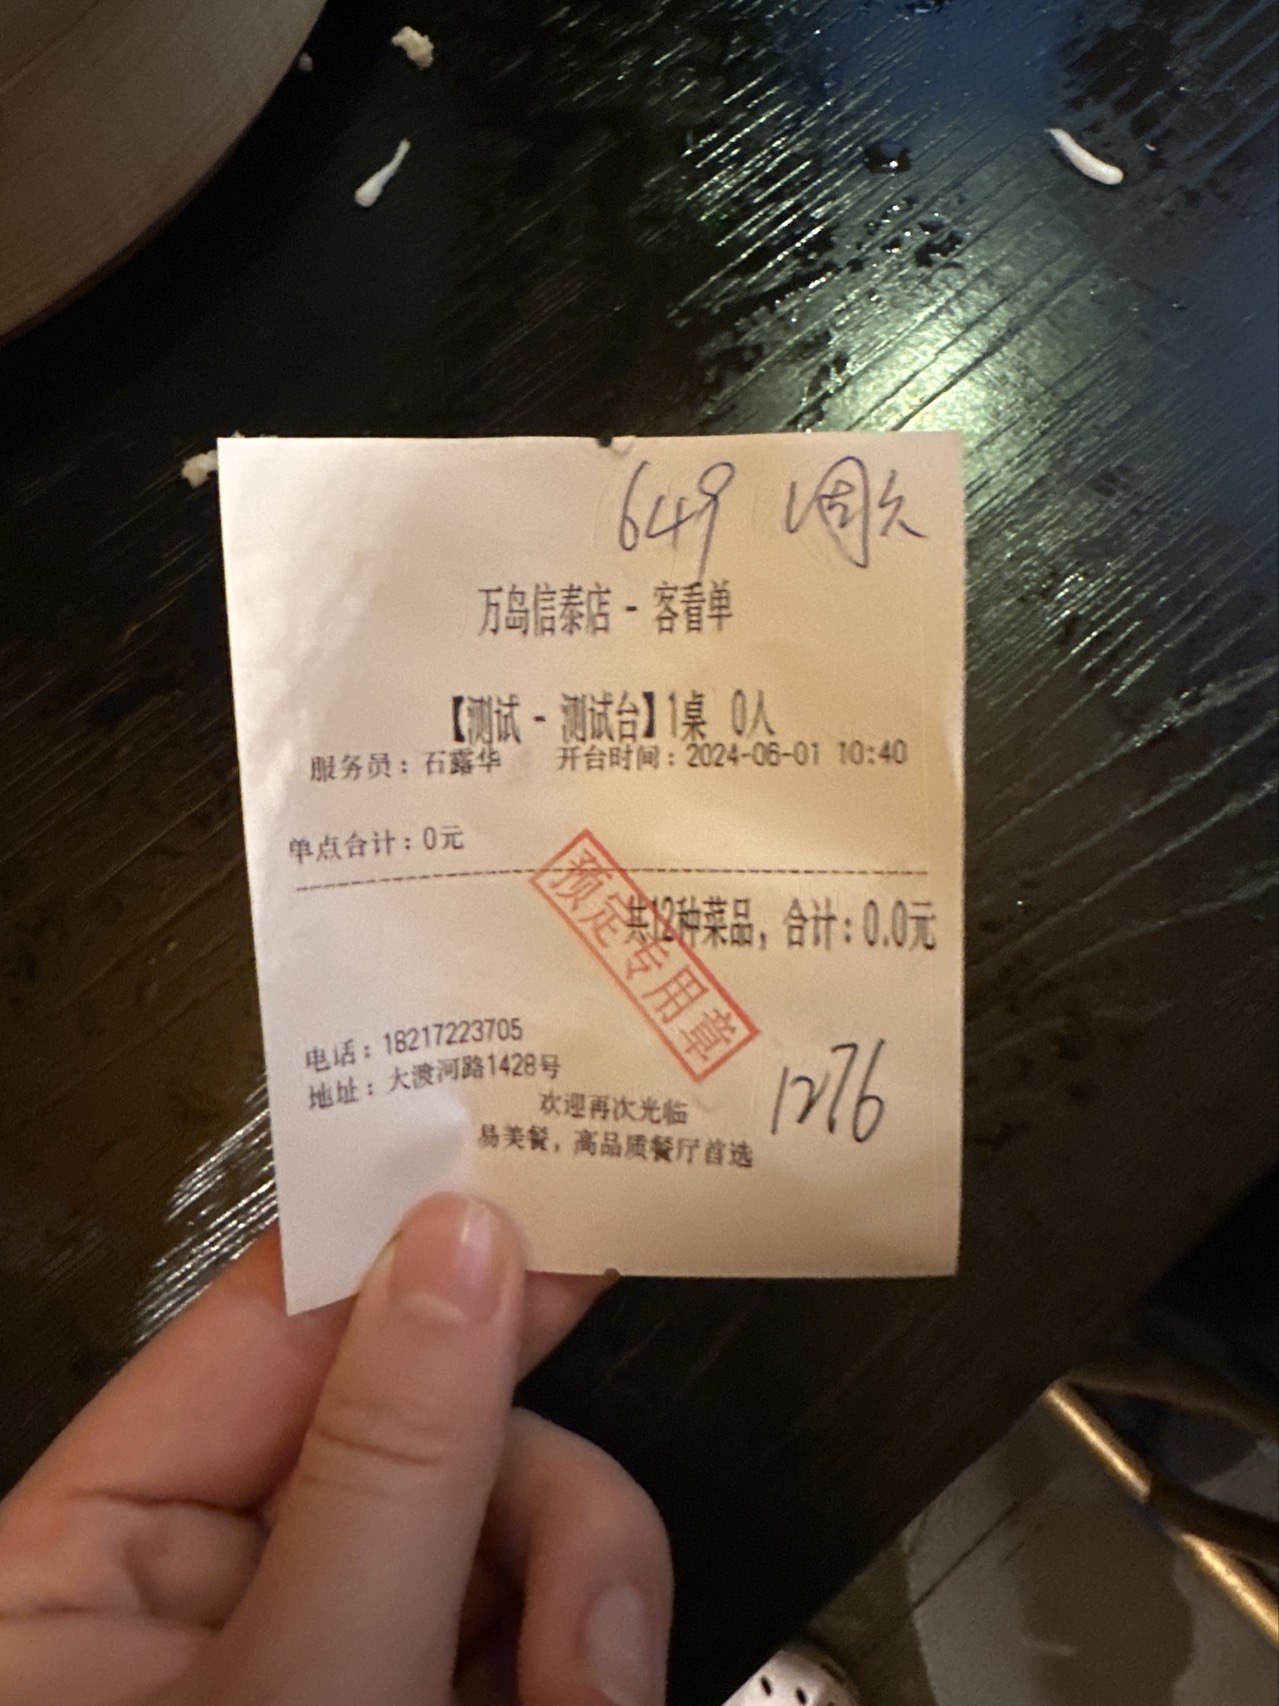 649 周六
万岛信泰店 - 客看单
【测试 - 测试台】1桌 0人
服务员：石露华 开台时间：2024-06-01 10:40
单点合计：0元
共12种菜品，合计：0.0元
预定专用章
电话：18217223705
地址：大渡河路1428号
1276
欢迎再次光临
易美餐，高品质餐厅首选